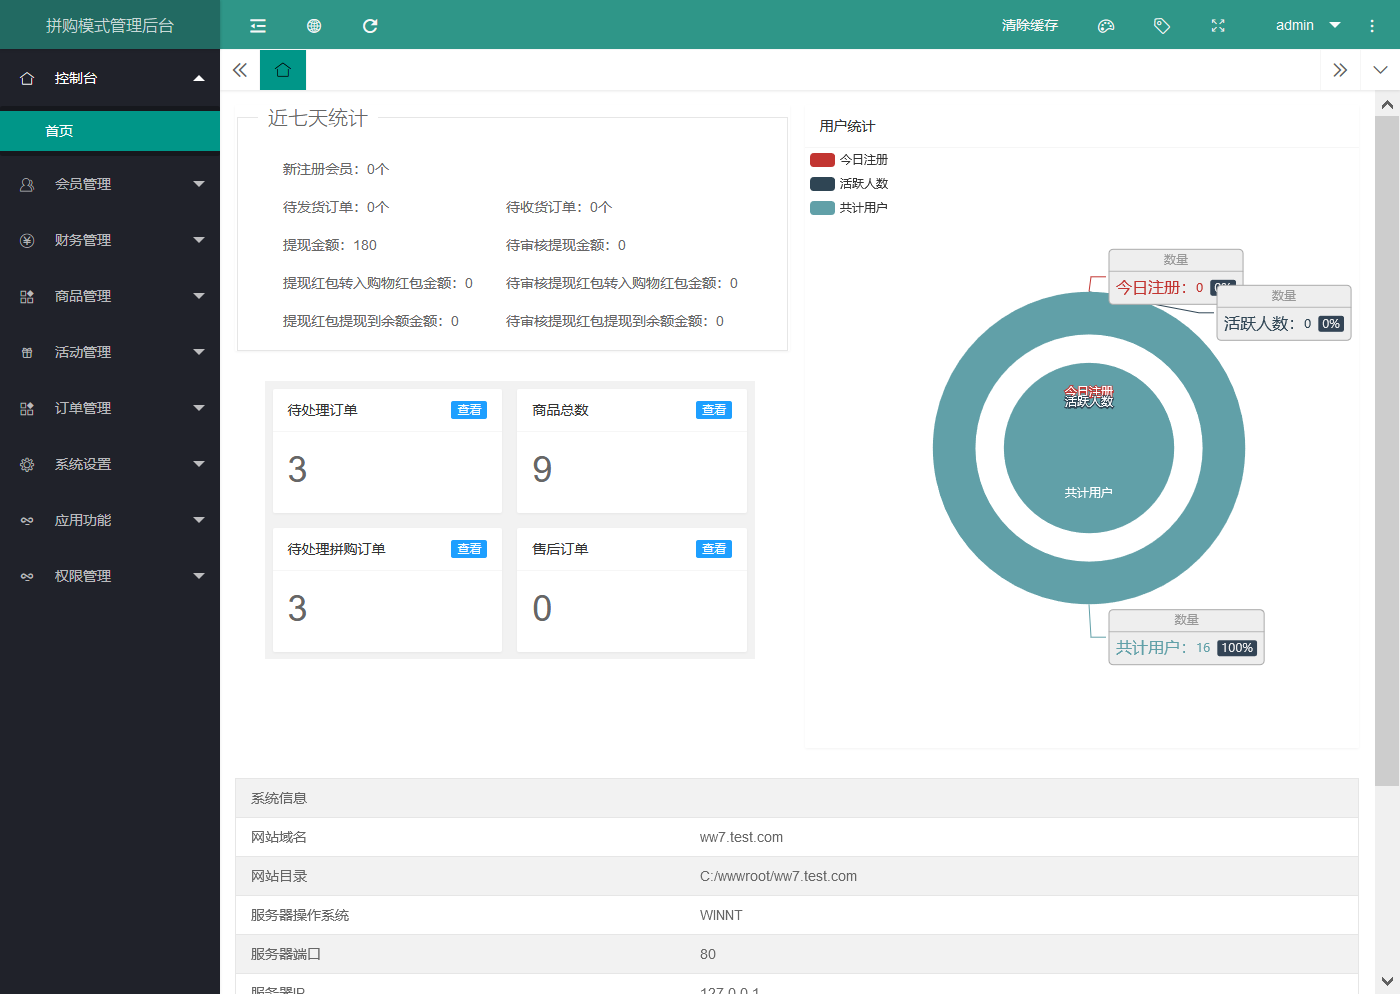 拼购模式管理后台
清除缓存
admin
控制台
首页
会员管理
财务管理
商品管理
活动管理
订单管理
系统设置
应用功能
权限管理
近七天统计
新注册会员：0个
待发货订单：0个 待收货订单：0个
提现金额：180 待审核提现金额：0
提现红包转入购物红包金额：0 待审核提现红包转入购物红包金额：0
提现红包提现到余额金额：0 待审核提现红包提现到余额金额：0
待处理订单 查看
3
商品总数 查看
9
待处理拼购订单 查看
3
售后订单 查看
0
用户统计
今日注册
活跃人数
共计用户
数量
今日注册：0 0%
数量
活跃人数：0 0%
今日注册
活跃人数
共计用户
数量
共计用户：16 100%
系统信息
网站域名 ww7.test.com
网站目录 C:/wwwroot/ww7.test.com
服务器操作系统 WINNT
服务器端口 80
服务器IP 127.0.0.1